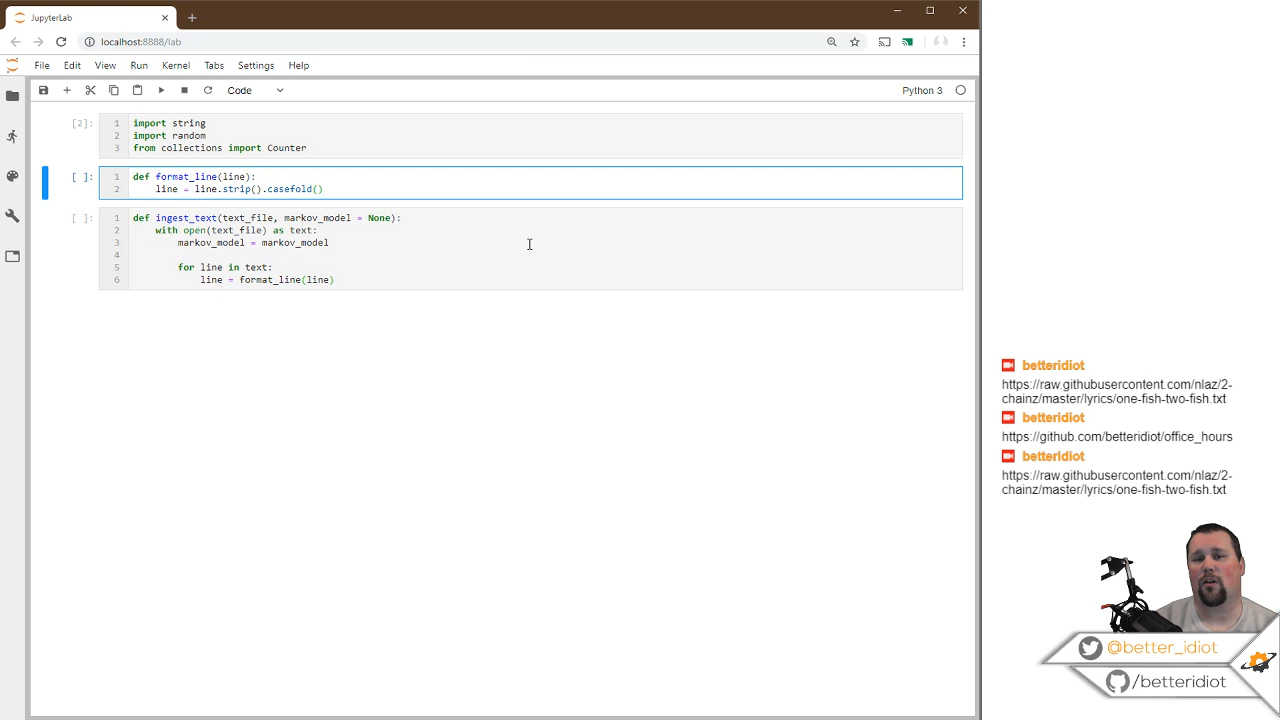 JupyterLab
localhost:8888/lab
File Edit View Run Kernel Tabs Settings Help
Code
Python 3
[2]:
1 import string
2 import random
3 from collections import Counter
[ ]:
1 def format_line(line):
2 line = line.strip().casefold()
[ ]:
1 def ingest_text(text_file, markov_model = None):
2 with open(text_file) as text:
3 markov_model = markov_model
4
5 for line in text:
6 line = format_line(line)
betteridiot
https://raw.githubusercontent.com/nlaz/2-
chainz/master/lyrics/one-fish-two-fish.txt
betteridiot
https://github.com/betteridiot/office_hours
betteridiot
https://raw.githubusercontent.com/nlaz/2-
chainz/master/lyrics/one-fish-two-fish.txt
@better_idiot
/betteridiot